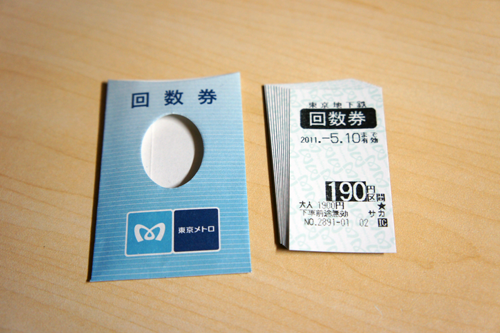 回数券
東京メトロ
東京地下鉄
回数券
2011.-5.10まで有効
190円区間
大人 1900円 ★
下車前途無効 サカ
NO.2891-01 02 IC